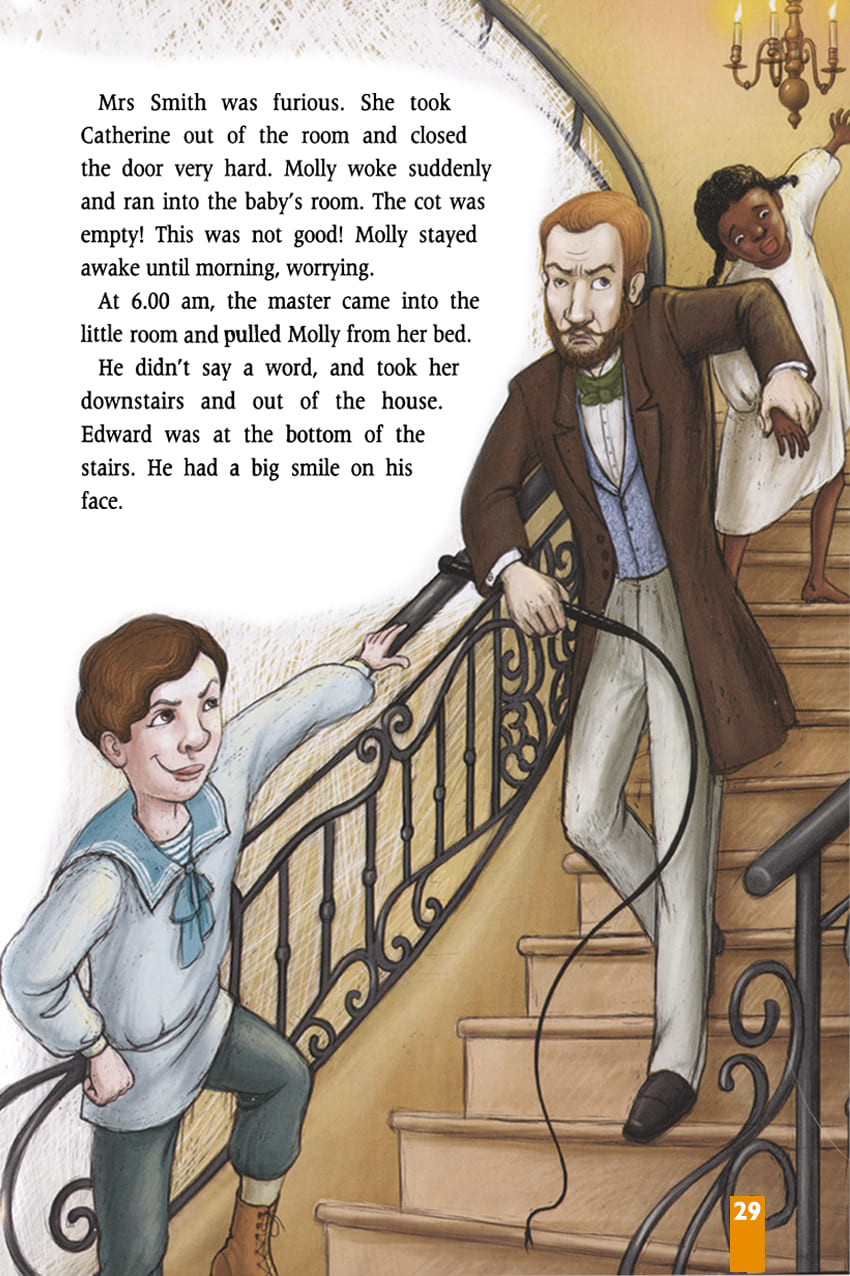 Mrs Smith was furious. She took
Catherine out of the room and closed
the door very hard. Molly woke suddenly
and ran into the baby's room. The cot was
empty! This was not good! Molly stayed
awake until morning, worrying.
At 6.00 am, the master came into the
little room and pulled Molly from her bed.
He didn't say a word, and took her
downstairs and out of the house.
Edward was at the bottom of the
stairs. He had a big smile on his
face.
29